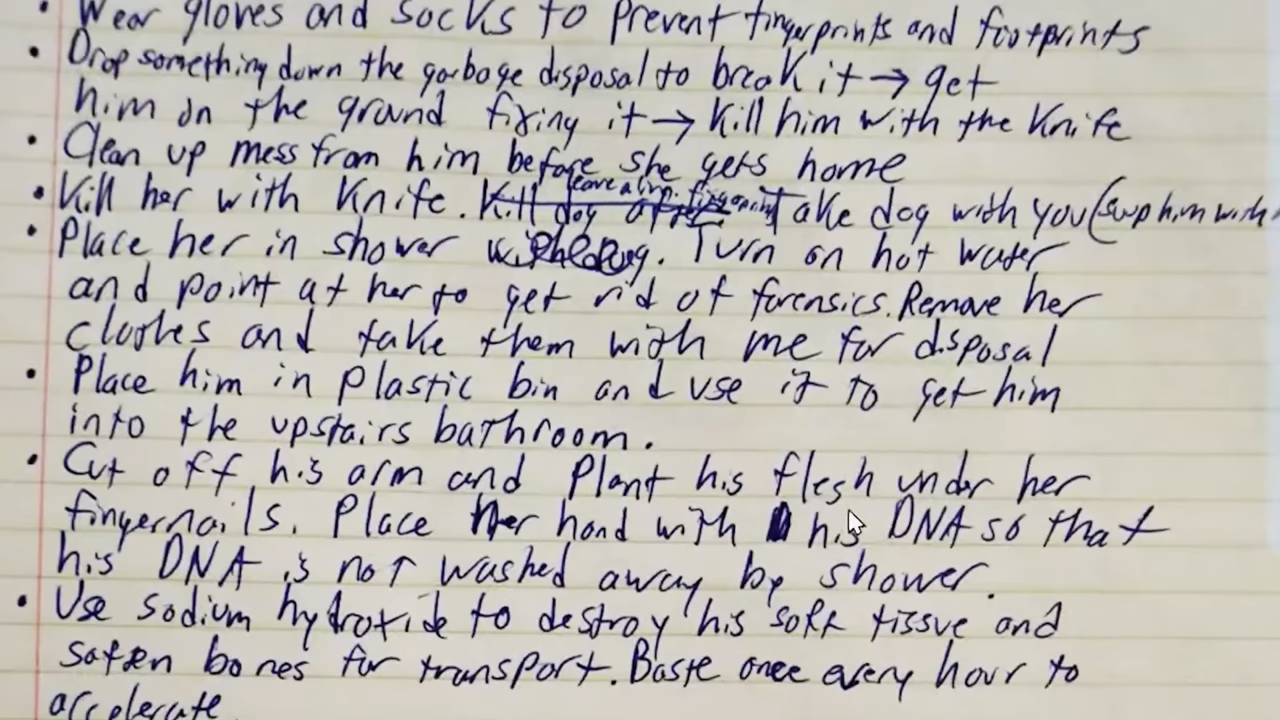 • Wear gloves and socks to prevent fingerprints and footprints
• Drop something down the garbage disposal to break it → get
him on the ground fixing it → Kill him with the Knife
• Clean up mess from him before she gets home
• Kill her with Knife. Kill dog after Take dog with you (swp him with
• Place her in shower with dog. Turn on hot water
and point at her to get rid of forensics. Remove her
clothes and take them with me for disposal
• Place him in plastic bin and use it to get him
into the upstairs bathroom.
• Cut off his arm and Plant his flesh under her
fingernails. Place her hand with his DNA so that
his DNA is not washed away by shower.
• Use sodium hydroxide to destroy his soft tissue and
soften bones for transport. Baste once every hour to
accelerate.